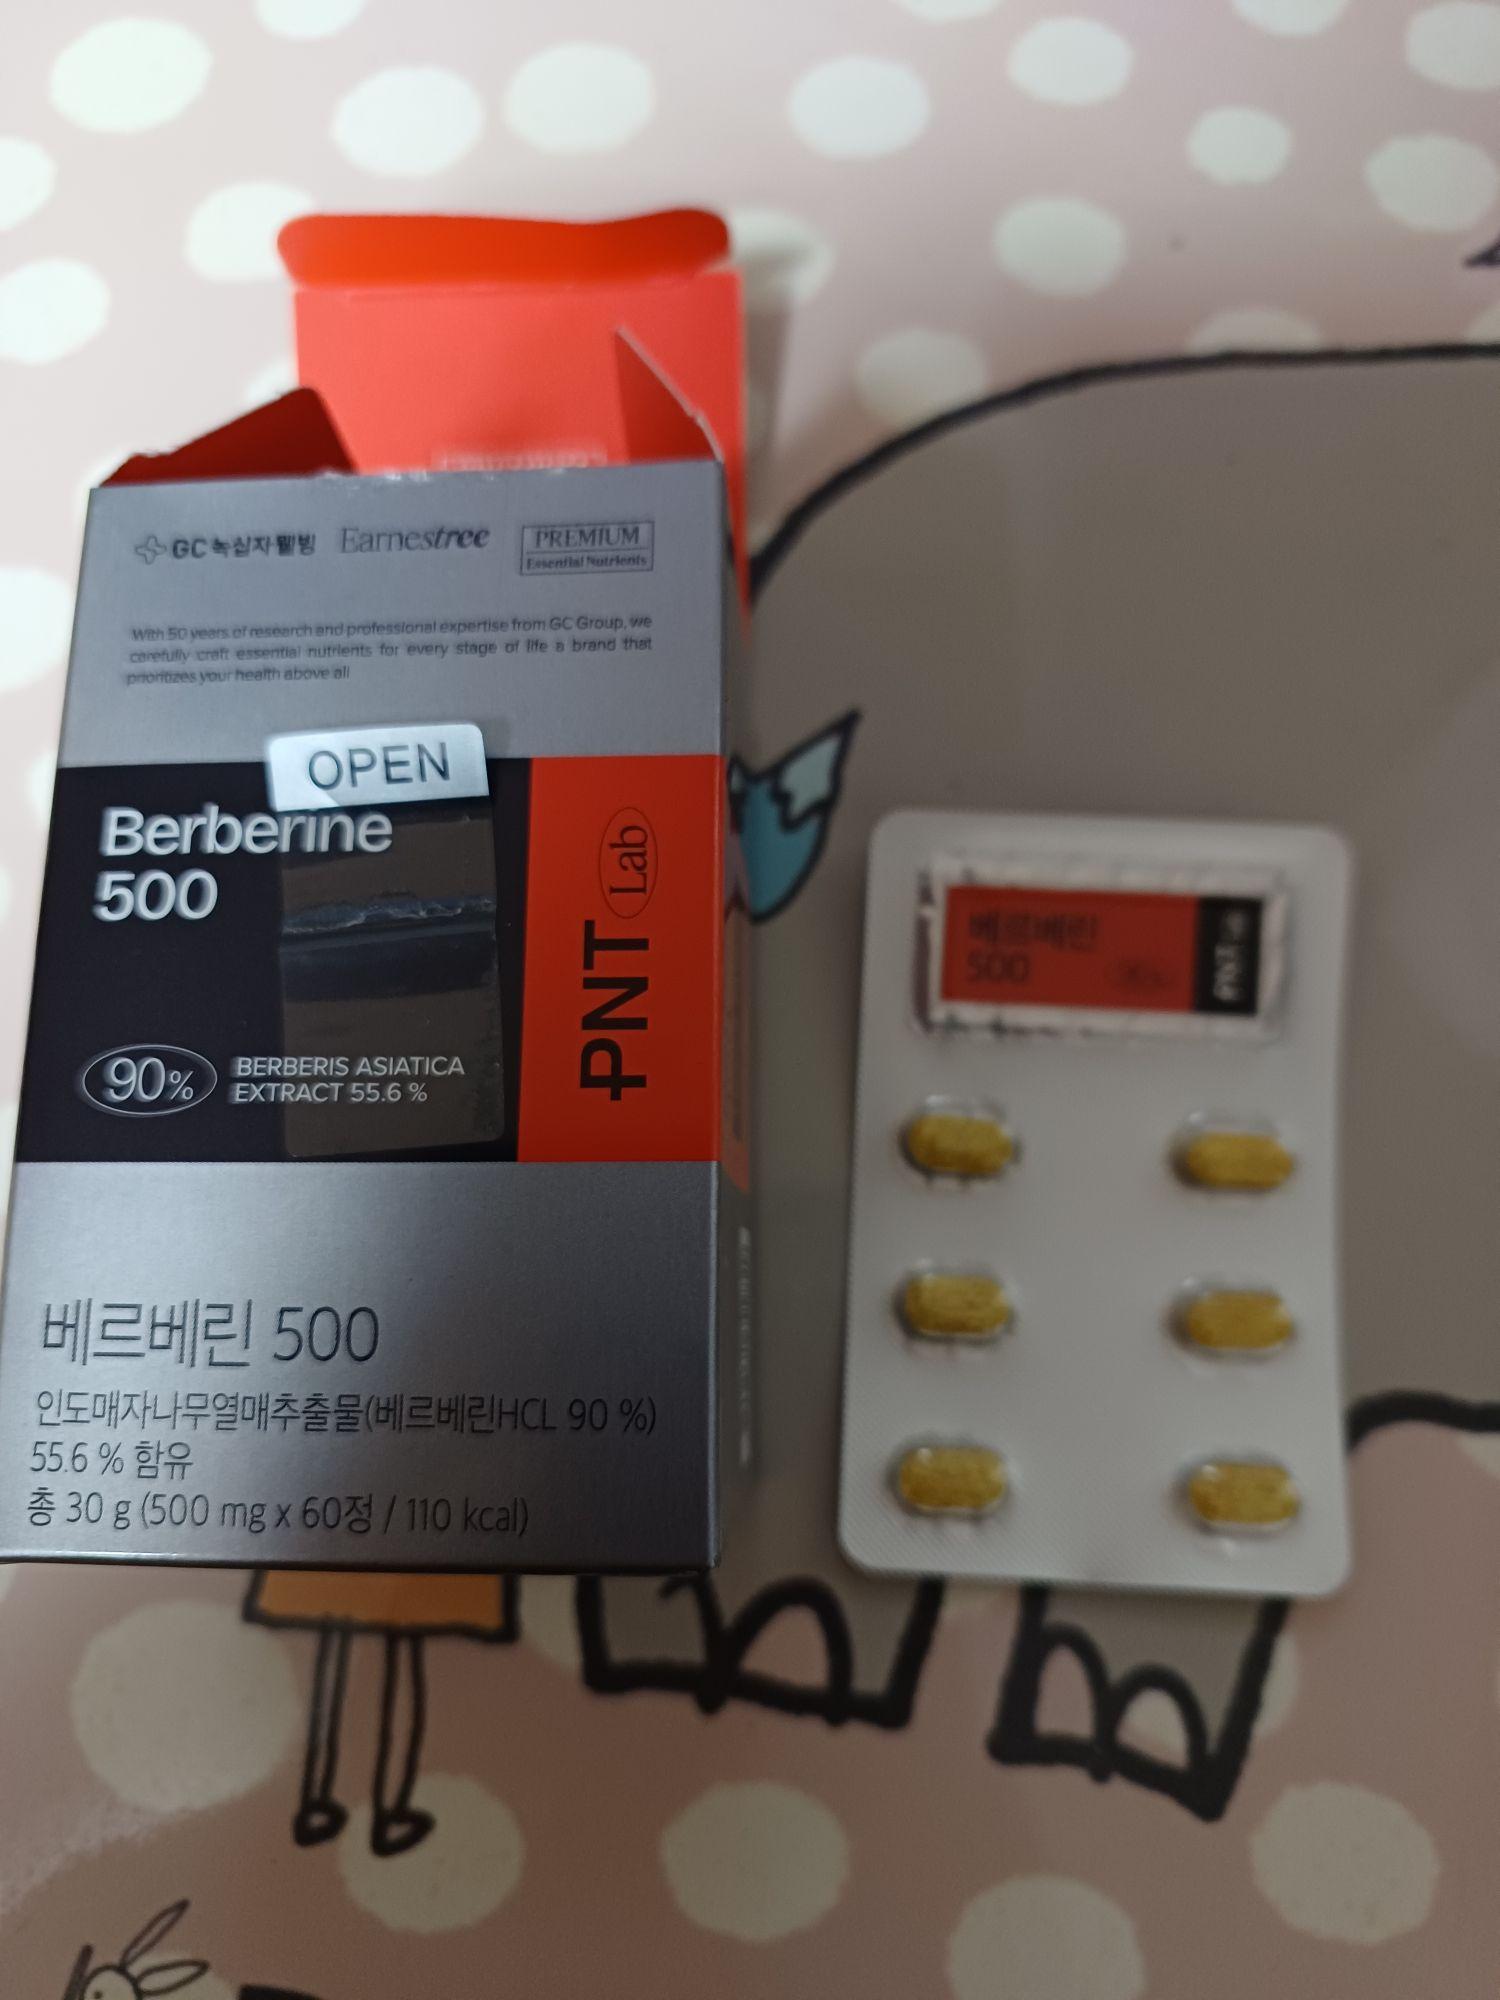 GC녹십자웰빙 Earnestree PREMIUM
Essential Nutrients
With 50 years of research and professional expertise from GC Group, we
carefully craft essential nutrients for every stage of life a brand that
prioritizes your health above all
OPEN
Berberine
500
PNT Lab
90% BERBERIS ASIATICA
EXTRACT 55.6 %
베르베린 500
인도매자나무열매추출물(베르베린HCL 90 %)
55.6 % 함유
총 30 g (500 mg x 60정 / 110 kcal)
베르베린
500